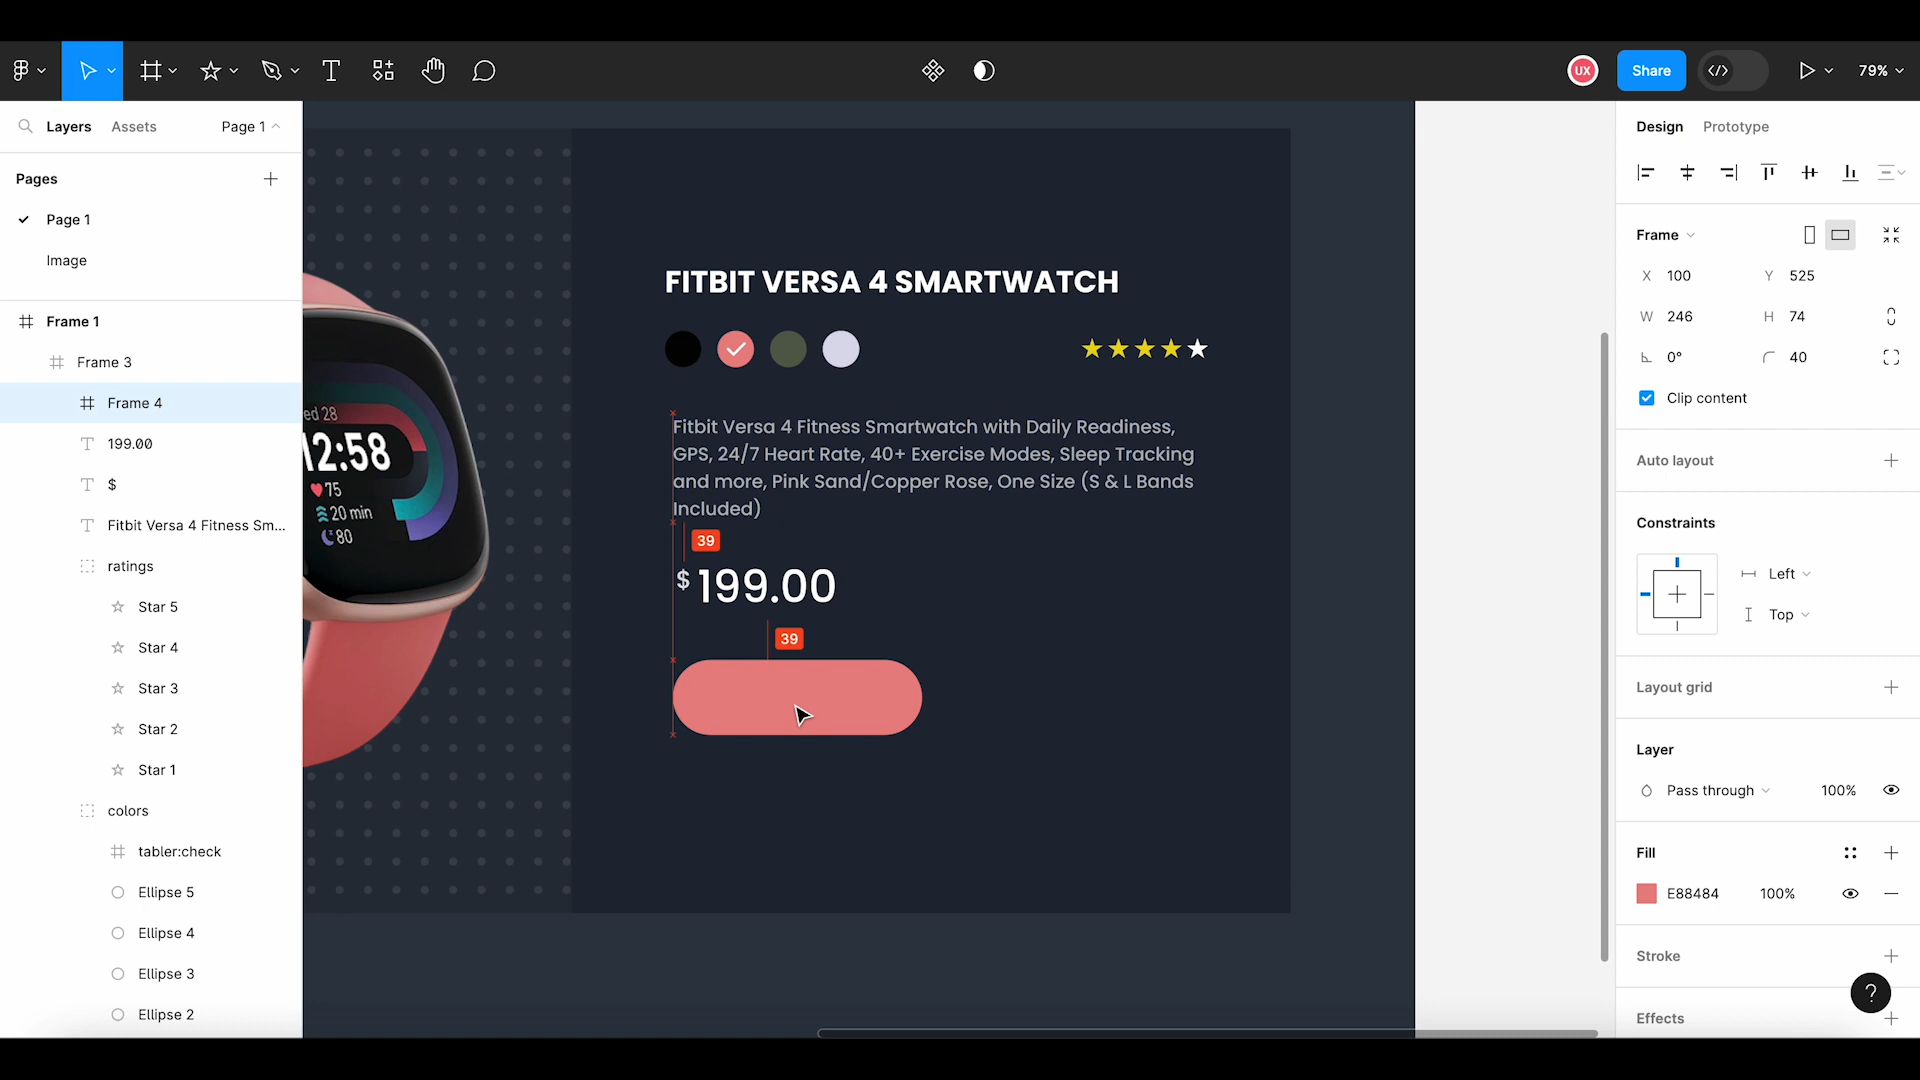 UX
Share
79%
Layers
Assets
Page 1
Pages
Page 1
Image
Frame 1
Frame 3
Frame 4
199.00
$
Fitbit Versa 4 Fitness Sm...
ratings
Star 5
Star 4
Star 3
Star 2
Star 1
colors
tabler:check
Ellipse 5
Ellipse 4
Ellipse 3
Ellipse 2
ed 28
12:58
75
20 min
80
FITBIT VERSA 4 SMARTWATCH
Fitbit Versa 4 Fitness Smartwatch with Daily Readiness,
GPS, 24/7 Heart Rate, 40+ Exercise Modes, Sleep Tracking
and more, Pink Sand/Copper Rose, One Size (S & L Bands
Included)
39
$199.00
39
Design
Prototype
Frame
X 100
Y 525
W 246
H 74
0°
40
Clip content
Auto layout
Constraints
Left
Top
Layout grid
Layer
Pass through
100%
Fill
E88484
100%
Stroke
?
Effects